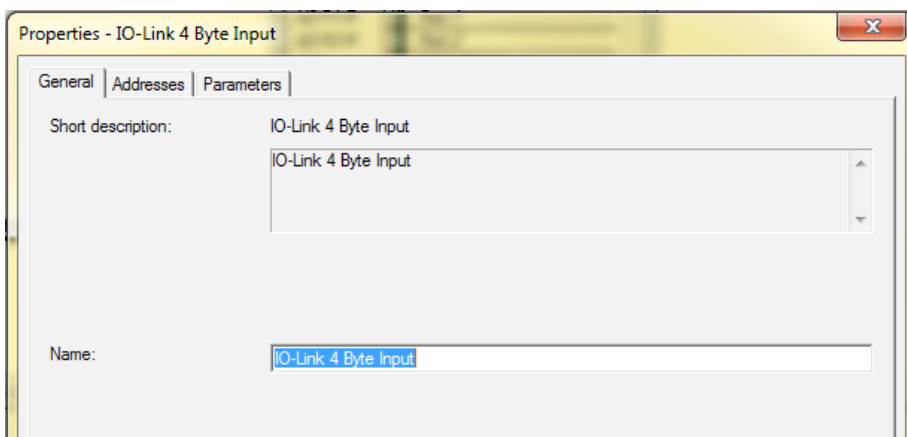 Properties - IO-Link 4 Byte Input
General Addresses Parameters
Short description: IO-Link 4 Byte Input
IO-Link 4 Byte Input
Name: IO-Link 4 Byte Input